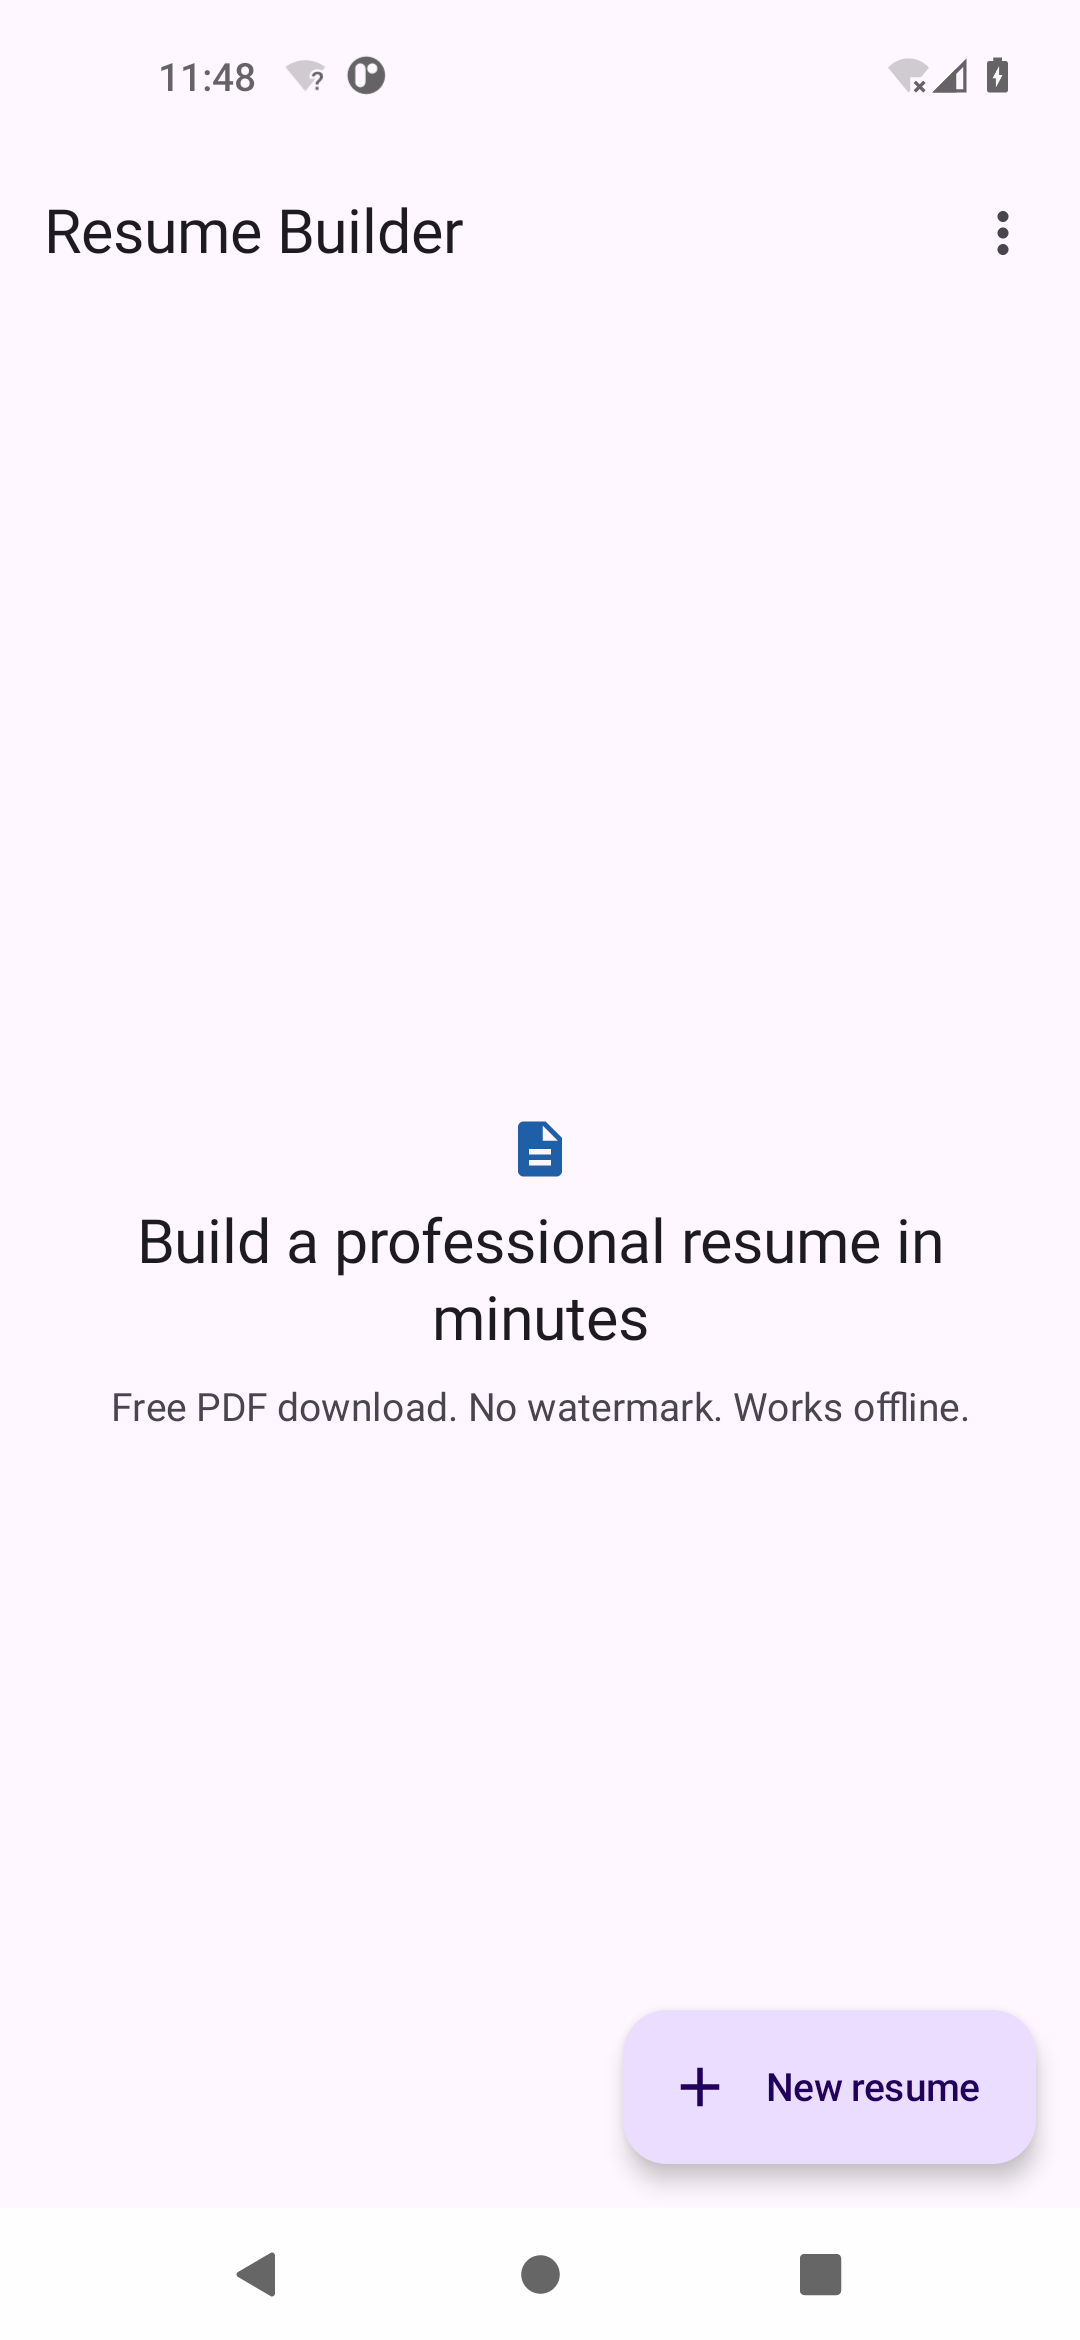 11:48
Resume Builder
Build a professional resume in
minutes
Free PDF download. No watermark. Works offline.
New resume